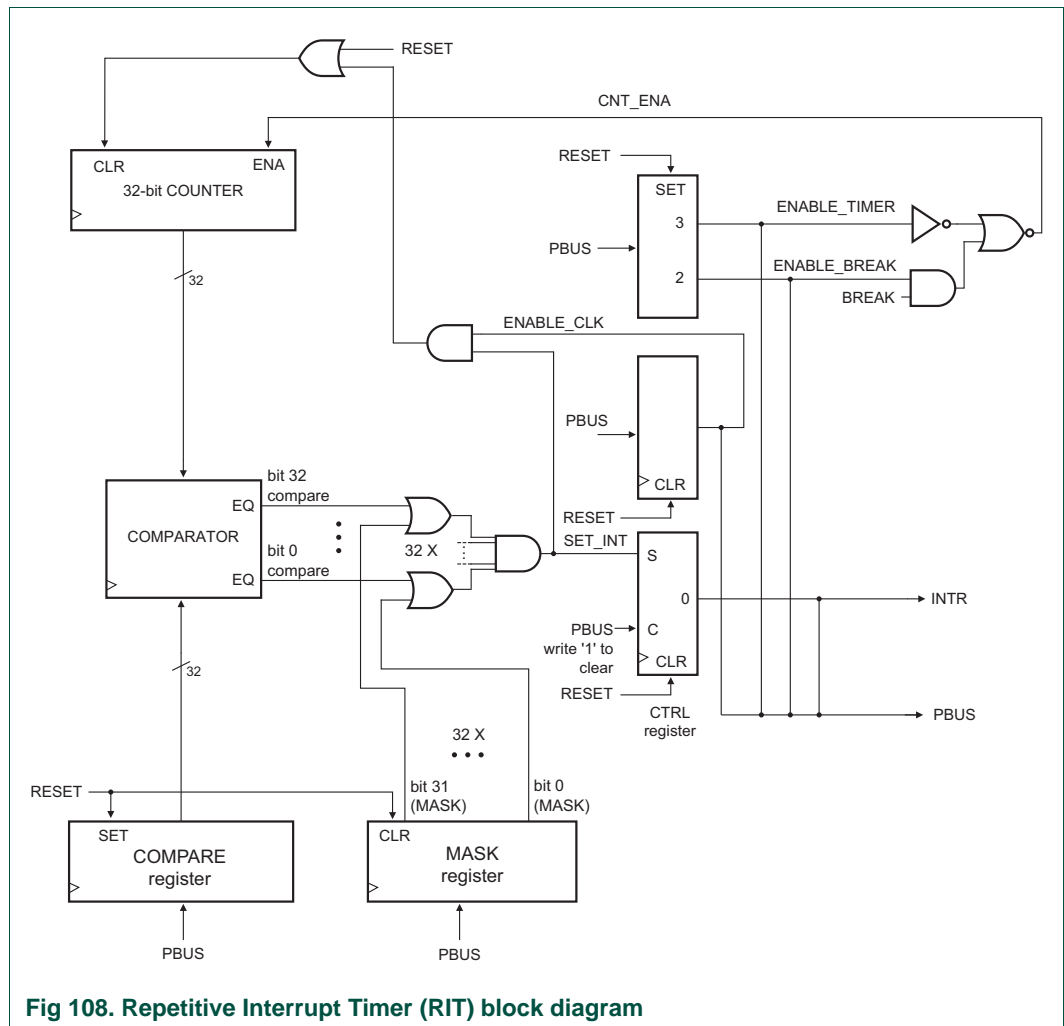 RESET
CNT_ENA
CLR
ENA
32-bit COUNTER
RESET
SET
3
ENABLE_TIMER
PBUS
2
ENABLE_BREAK
BREAK
32
ENABLE_CLK
PBUS
CLR
RESET
bit 32
compare
EQ
COMPARATOR
32 X
bit 0
compare
EQ
SET_INT
S
0
INTR
PBUS
write '1' to
clear
C
CLR
RESET
CTRL
register
PBUS
32
32 X
RESET
bit 31
(MASK)
bit 0
(MASK)
SET
COMPARE
register
CLR
MASK
register
PBUS
PBUS
Fig 108. Repetitive Interrupt Timer (RIT) block diagram